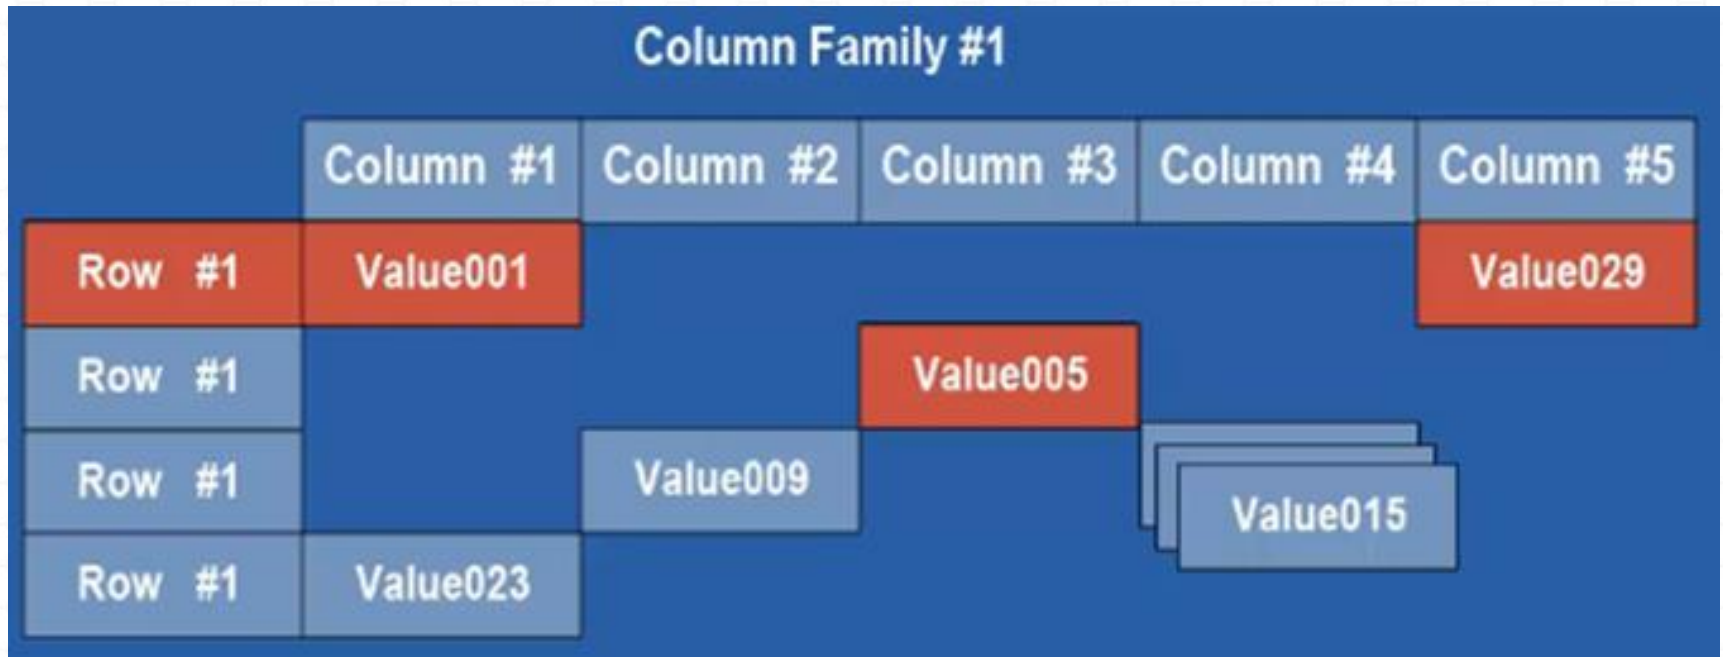 Column Family #1
Column #1 Column #2 Column #3 Column #4 Column #5
Row #1 Value001 Value029
Row #1 Value005
Row #1 Value009 Value015
Row #1 Value023